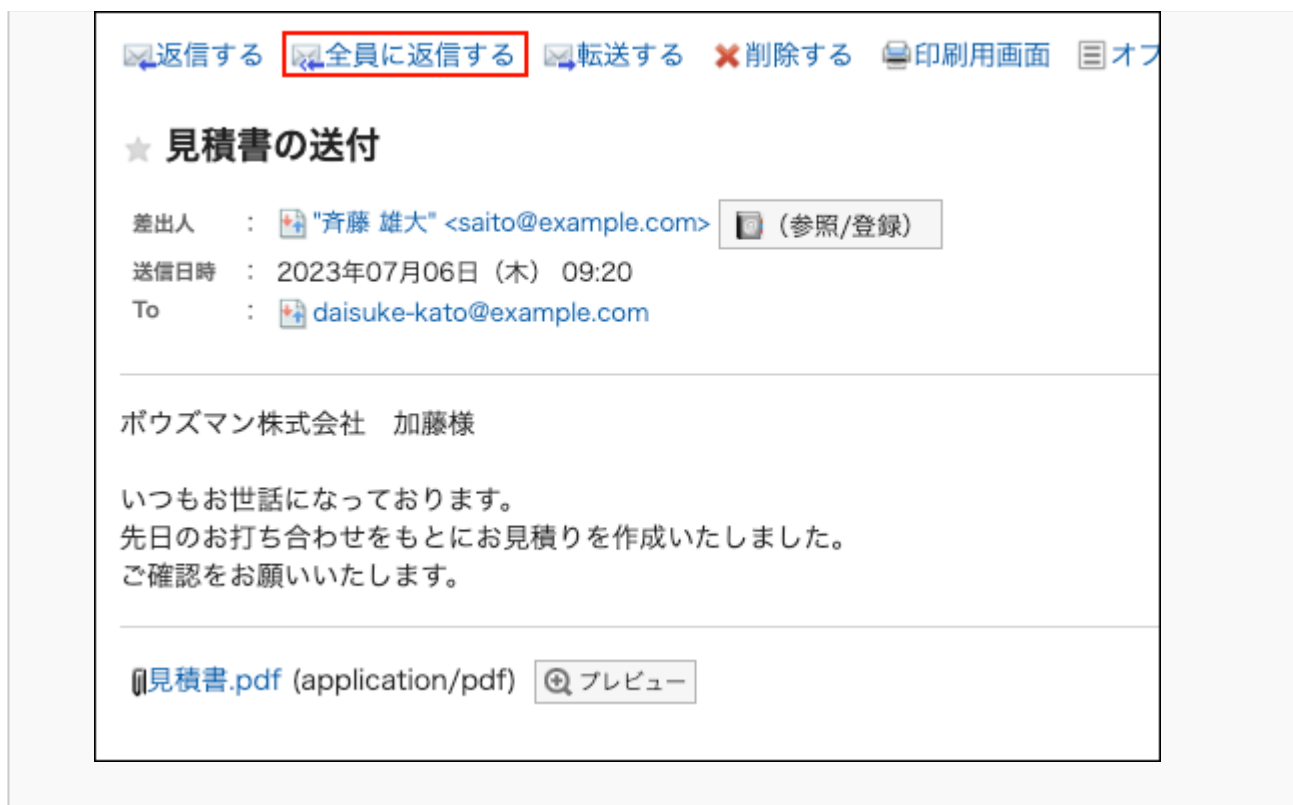 返信する 全員に返信する 転送する 削除する 印刷用画面 オプ
見積書の送付
差出人 : "斉藤 雄大" <saito@example.com> (参照/登録)
送信日時 : 2023年07月06日（木） 09:20
To : daisuke-kato@example.com
ボウズマン株式会社　加藤様
いつもお世話になっております。
先日のお打ち合わせをもとにお見積りを作成いたしました。
ご確認をお願いいたします。
見積書.pdf (application/pdf) プレビュー